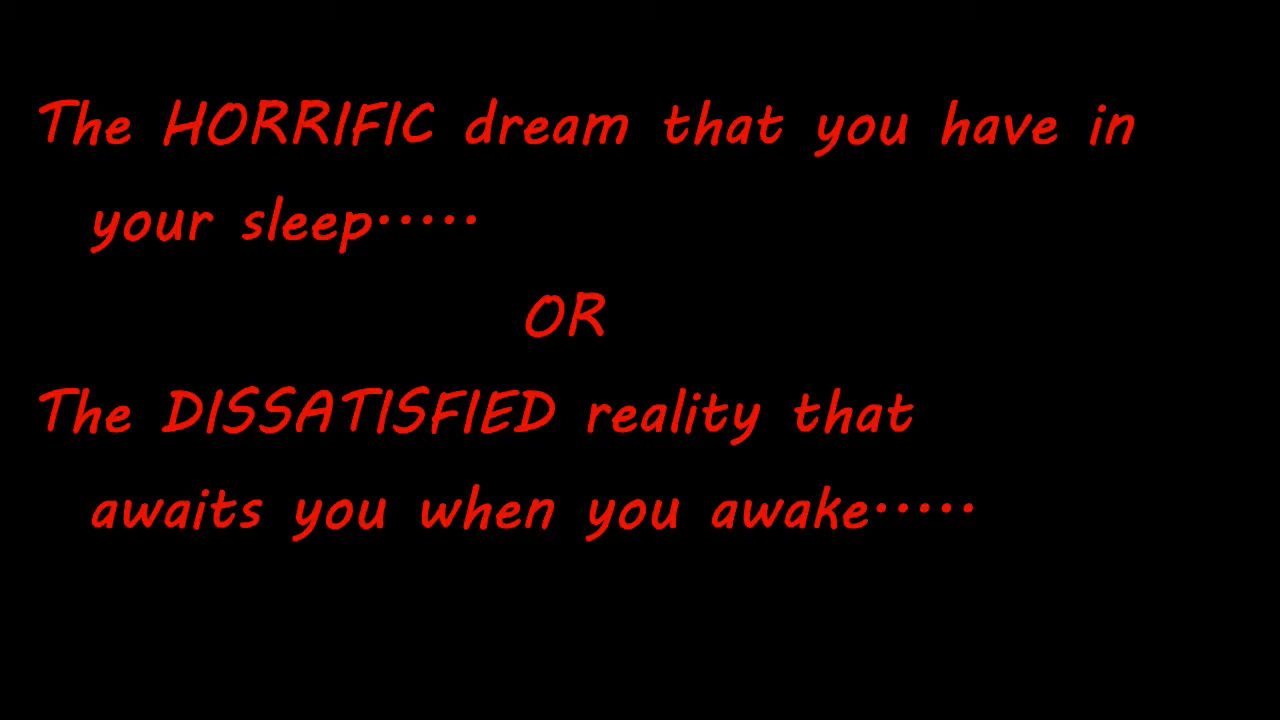 The HORRIFIC dream that you have in
your sleep·····
OR
The DISSATISFIED reality that
awaits you when you awake·····